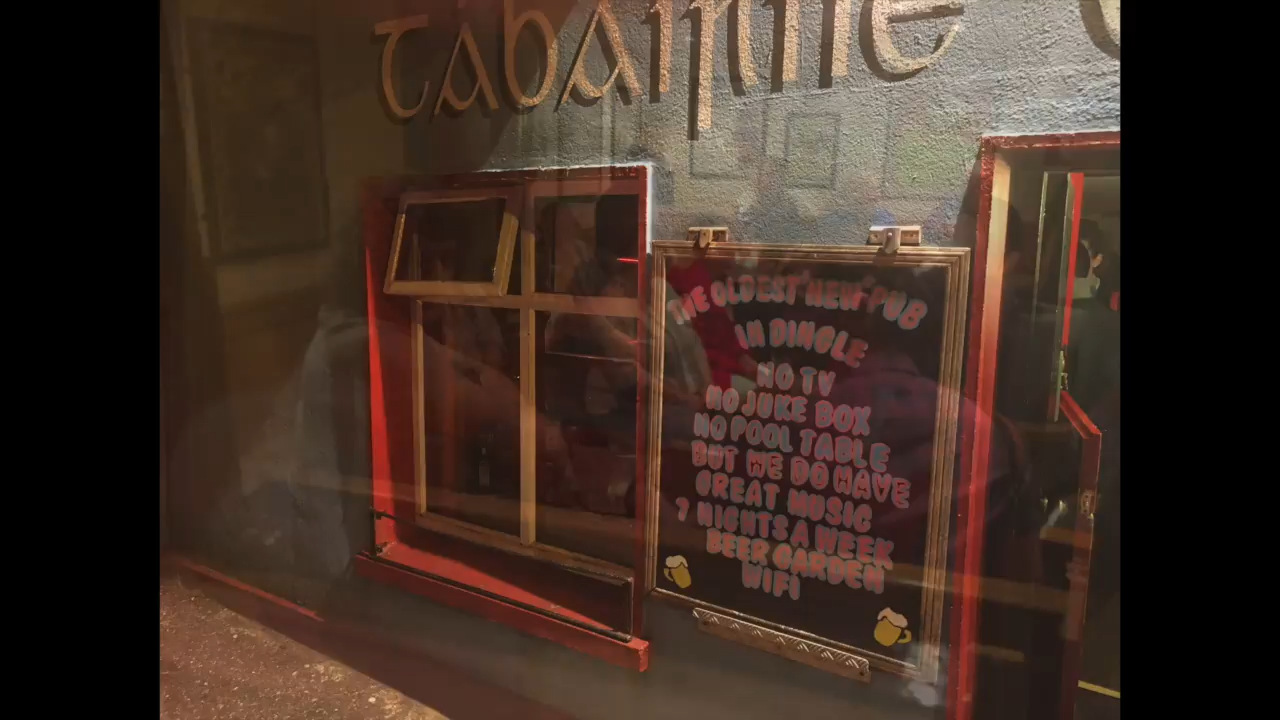 tábairne
THE OLDEST "NEW" PUB
IN DINGLE
NO TV
NO JUKE BOX
NO POOL TABLE
BUT WE DO HAVE
GREAT MUSIC
7 NIGHTS A WEEK
BEER GARDEN
WIFI